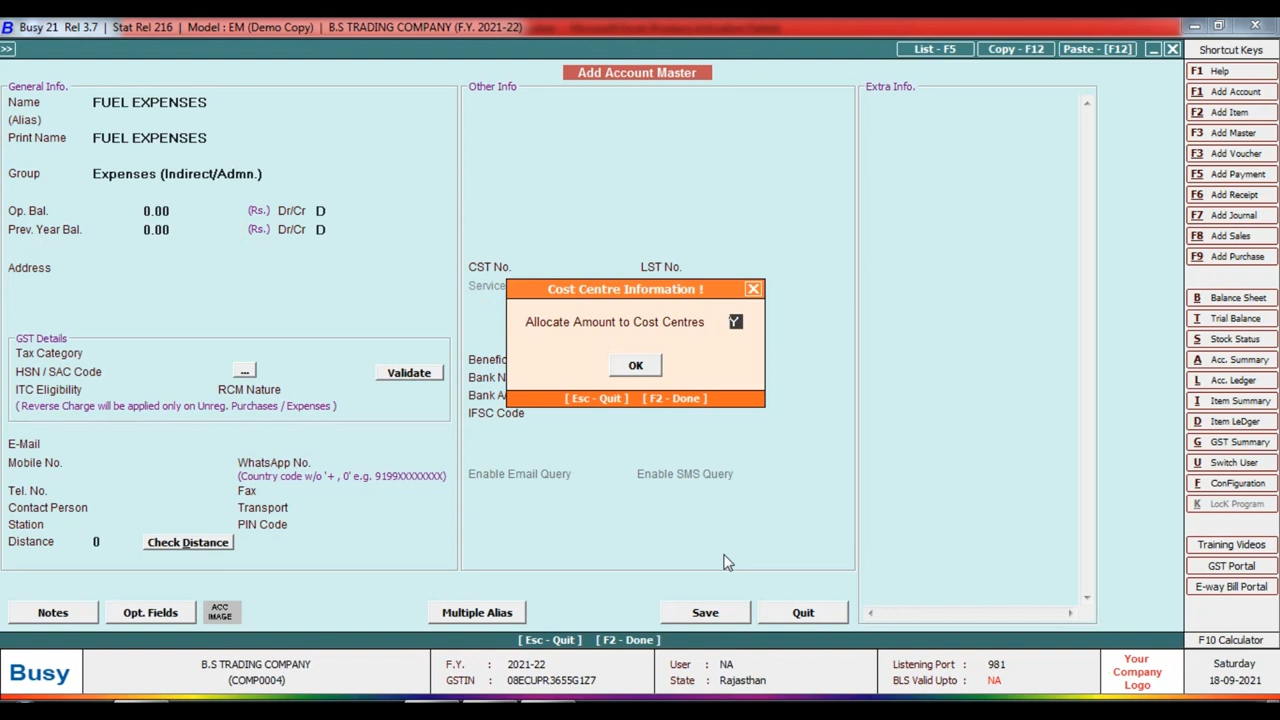 B Busy 21 Rel 3.7 | Stat Rel 216 | Model : EM (Demo Copy) | B.S TRADING COMPANY (F.Y. 2021-22)
>> List - F5 Copy - F12 Paste - [F12] Shortcut Keys
Add Account Master
General Info. Other Info Extra Info.
Name FUEL EXPENSES
(Alias)
Print Name FUEL EXPENSES
Group Expenses (Indirect/Admn.)
Op. Bal. 0.00 (Rs.) Dr/Cr D
Prev. Year Bal. 0.00 (Rs.) Dr/Cr D
Address
GST Details
Tax Category
HSN / SAC Code ... Validate
ITC Eligibility RCM Nature
( Reverse Charge will be applied only on Unreg. Purchases / Expenses )
E-Mail
Mobile No. WhatsApp No.
(Country code w/o '+ , 0' e.g. 9199XXXXXXXX)
Tel. No. Fax
Contact Person Transport
Station PIN Code
Distance 0 Check Distance
CST No. LST No.
Service
Cost Centre Information !
Allocate Amount to Cost Centres Y
OK
[ Esc - Quit ] [ F2 - Done ]
Benefic
Bank N
Bank A
IFSC Code
Enable Email Query Enable SMS Query
Notes Opt. Fields ACC IMAGE Multiple Alias Save Quit
[ Esc - Quit ] [ F2 - Done ]
F1 Help
F1 Add Account
F2 Add Item
F3 Add Master
F3 Add Voucher
F5 Add Payment
F6 Add Receipt
F7 Add Journal
F8 Add Sales
F9 Add Purchase
B Balance Sheet
T Trial Balance
S Stock Status
A Acc. Summary
L Acc. Ledger
I Item Summary
D Item LeDger
G GST Summary
U Switch User
F ConFiguration
K LocK Program
Training Videos
GST Portal
E-way Bill Portal
F10 Calculator
Busy
B.S TRADING COMPANY
(COMP0004)
F.Y. : 2021-22
GSTIN : 08ECUPR3655G1Z7
User : NA
State : Rajasthan
Listening Port : 981
BLS Valid Upto : NA
Your
Company
Logo
Saturday
18-09-2021